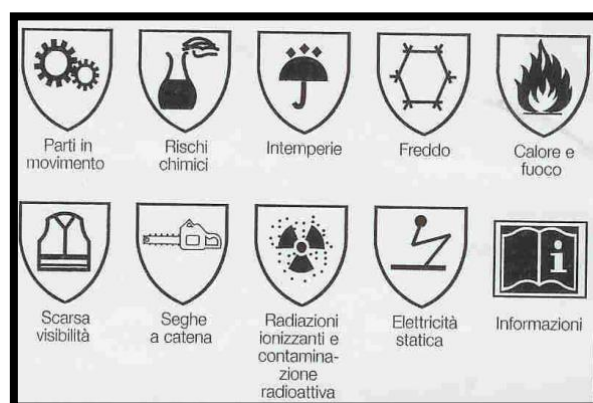 Parti in
movimento
Rischi
chimici
Intemperie
Freddo
Calore e
fuoco
Scarsa
visibilità
Seghe
a catena
Radiazioni
ionizzanti e
contamina-
zione
radioattiva
Elettricità
statica
i
Informazioni